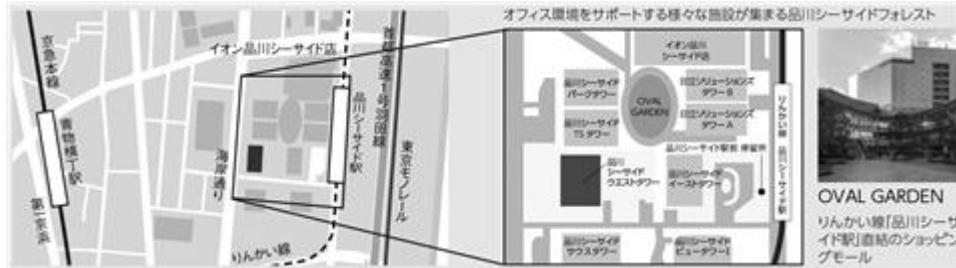 オフィス環境をサポートする様々な施設が集まる品川シーサイドフォレスト
京急本線
青物横丁駅
第一京浜
イオン品川シーサイド店
海岸通り
りんかい線
品川シーサイド駅
首都高速1号羽田線
東京モノレール
イオン品川
シーサイド店
品川シーサイド
パークタワー
OVAL
GARDEN
日立ソリューションズ
タワーB
品川シーサイド
TSタワー
日立ソリューションズ
タワーA
品川シーサイド駅前 停留所
品川
シーサイド
ウエストタワー
品川シーサイド
イーストタワー
りんかい線 品川シーサイド駅
品川シーサイド
サウスタワー
品川シーサイド
ビュータワーI
OVAL GARDEN
りんかい線「品川シーサ
イド駅」直結のショッピン
グモール